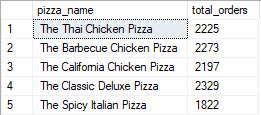 pizza_name total_orders
1 The Thai Chicken Pizza 2225
2 The Barbecue Chicken Pizza 2273
3 The California Chicken Pizza 2197
4 The Classic Deluxe Pizza 2329
5 The Spicy Italian Pizza 1822